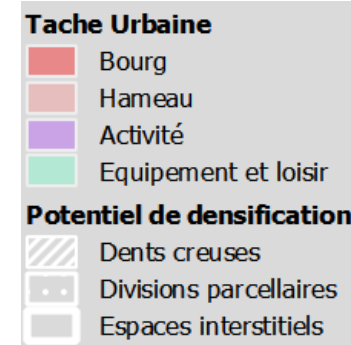 Tache Urbaine
Bourg
Hameau
Activité
Equipement et loisir
Potentiel de densification
Dents creuses
Divisions parcellaires
Espaces interstitiels